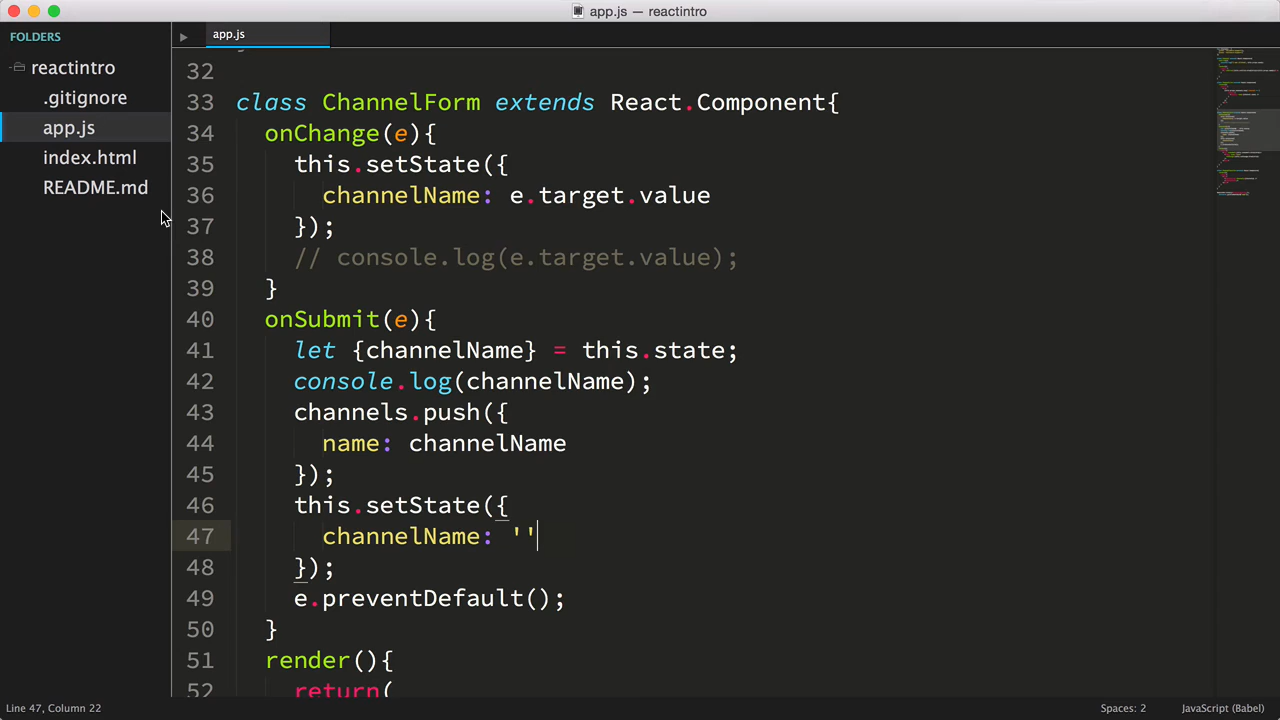 app.js — reactintro
FOLDERS
reactintro
.gitignore
app.js
index.html
README.md
app.js
32
33 class ChannelForm extends React.Component{
34 onChange(e){
35 this.setState({
36 channelName: e.target.value
37 });
38 // console.log(e.target.value);
39 }
40 onSubmit(e){
41 let {channelName} = this.state;
42 console.log(channelName);
43 channels.push({
44 name: channelName
45 });
46 this.setState({
47 channelName: ''
48 });
49 e.preventDefault();
50 }
51 render(){
52 return(
Line 47, Column 22
Spaces: 2
JavaScript (Babel)